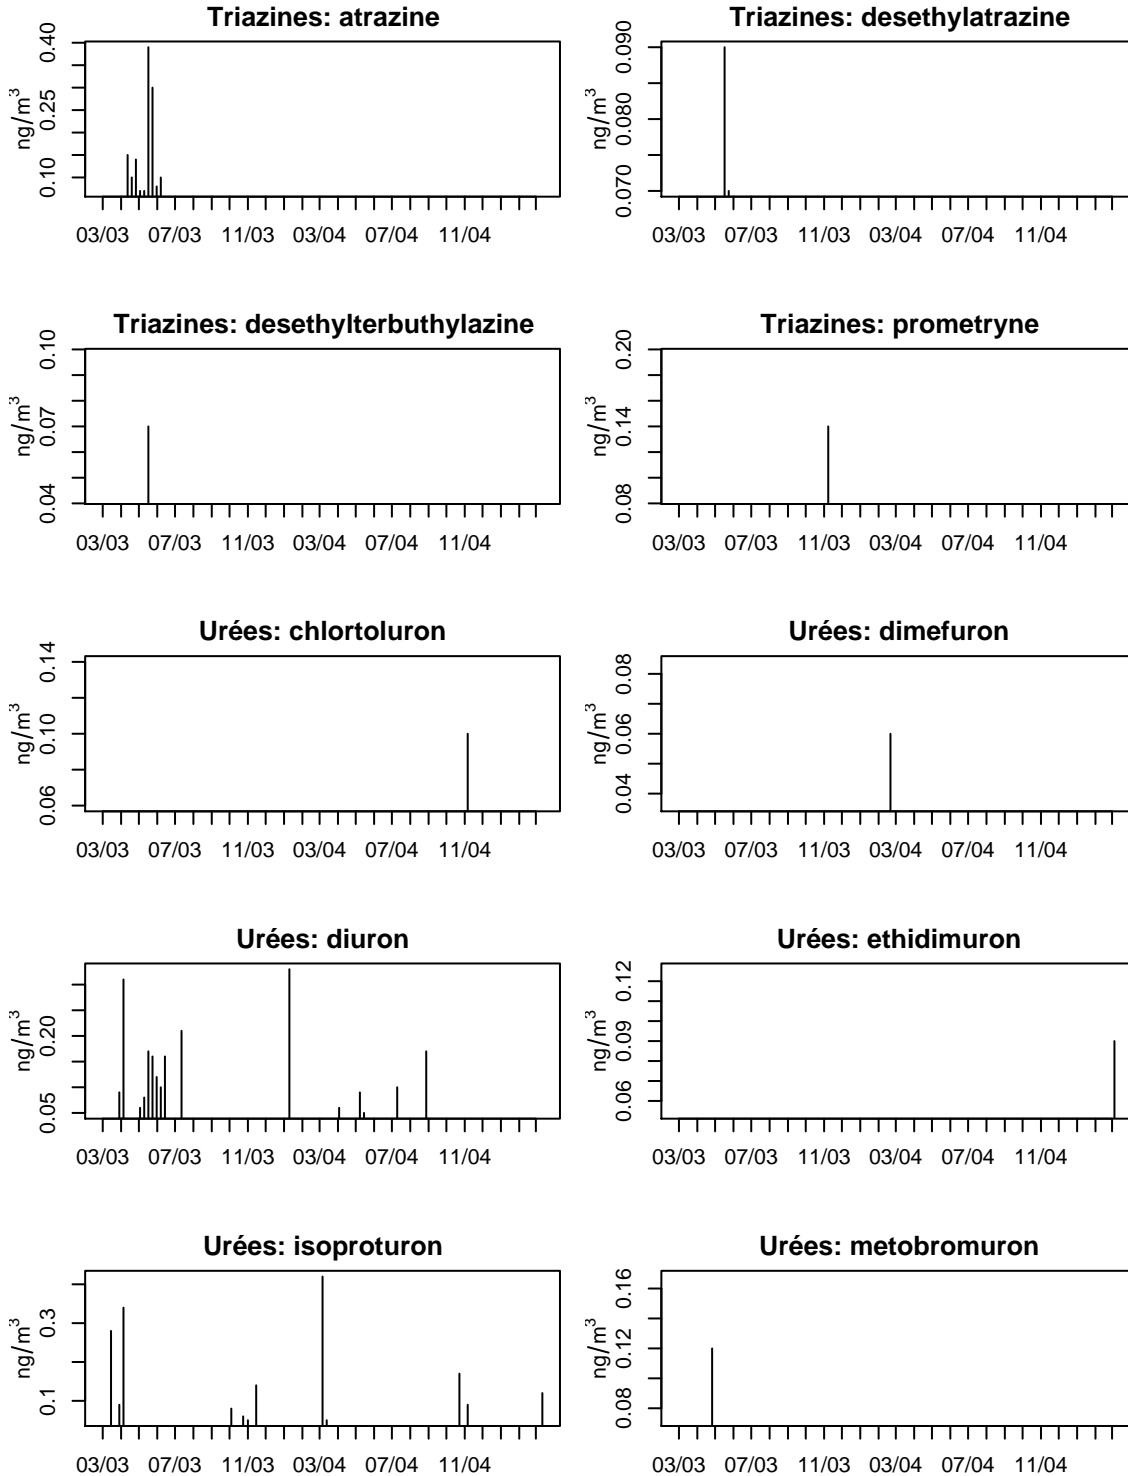 Triazines: atrazine
ng/m³
0.10 0.25 0.40
03/03 07/03 11/03 03/04 07/04 11/04
Triazines: desethylatrazine
ng/m³
0.070 0.080 0.090
03/03 07/03 11/03 03/04 07/04 11/04
Triazines: desethylterbuthylazine
ng/m³
0.04 0.07 0.10
03/03 07/03 11/03 03/04 07/04 11/04
Triazines: prometryne
ng/m³
0.08 0.14 0.20
03/03 07/03 11/03 03/04 07/04 11/04
Urées: chlortoluron
ng/m³
0.06 0.10 0.14
03/03 07/03 11/03 03/04 07/04 11/04
Urées: dimefuron
ng/m³
0.04 0.06 0.08
03/03 07/03 11/03 03/04 07/04 11/04
Urées: diuron
ng/m³
0.05 0.20
03/03 07/03 11/03 03/04 07/04 11/04
Urées: ethidimuron
ng/m³
0.06 0.09 0.12
03/03 07/03 11/03 03/04 07/04 11/04
Urées: isoproturon
ng/m³
0.1 0.3
03/03 07/03 11/03 03/04 07/04 11/04
Urées: metobromuron
ng/m³
0.08 0.12 0.16
03/03 07/03 11/03 03/04 07/04 11/04